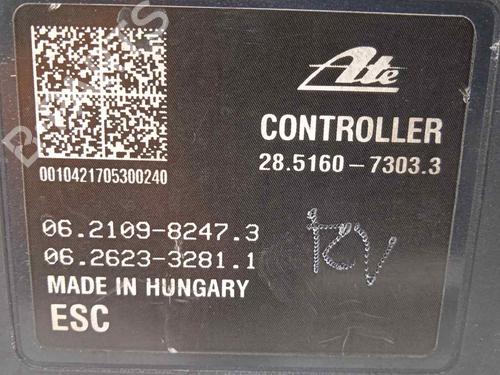 Ate
CONTROLLER
28.5160-7303.3
0010421705300240
06.2109-8247.3
06.2623-3281.1
MADE IN HUNGARY
ESC